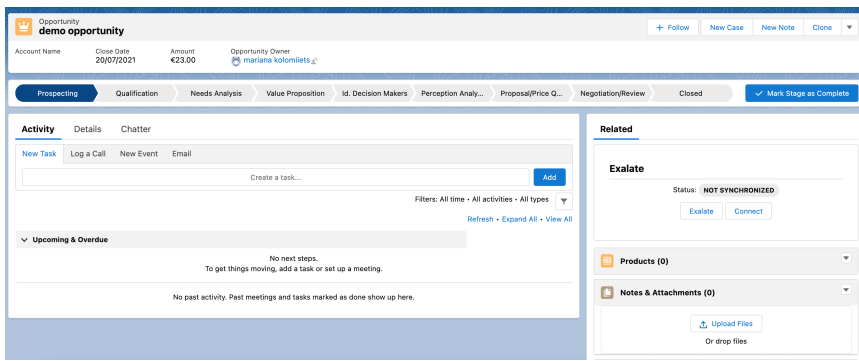 Opportunity
demo opportunity
+ Follow
New Case
New Note
Clone
Account Name
Close Date
Amount
Opportunity Owner
20/07/2021
€23.00
mariana kolomiiets
Prospecting
Qualification
Needs Analysis
Value Proposition
Id. Decision Makers
Perception Analy...
Proposal/Price Q...
Negotiation/Review
Closed
Mark Stage as Complete
Activity
Details
Chatter
New Task
Log a Call
New Event
Email
Create a task...
Add
Filters: All time • All activities • All types
Refresh • Expand All • View All
Upcoming & Overdue
No next steps.
To get things moving, add a task or set up a meeting.
No past activity. Past meetings and tasks marked as done show up here.
Related
Exalate
Status: NOT SYNCHRONIZED
Exalate
Connect
Products (0)
Notes & Attachments (0)
Upload Files
Or drop files